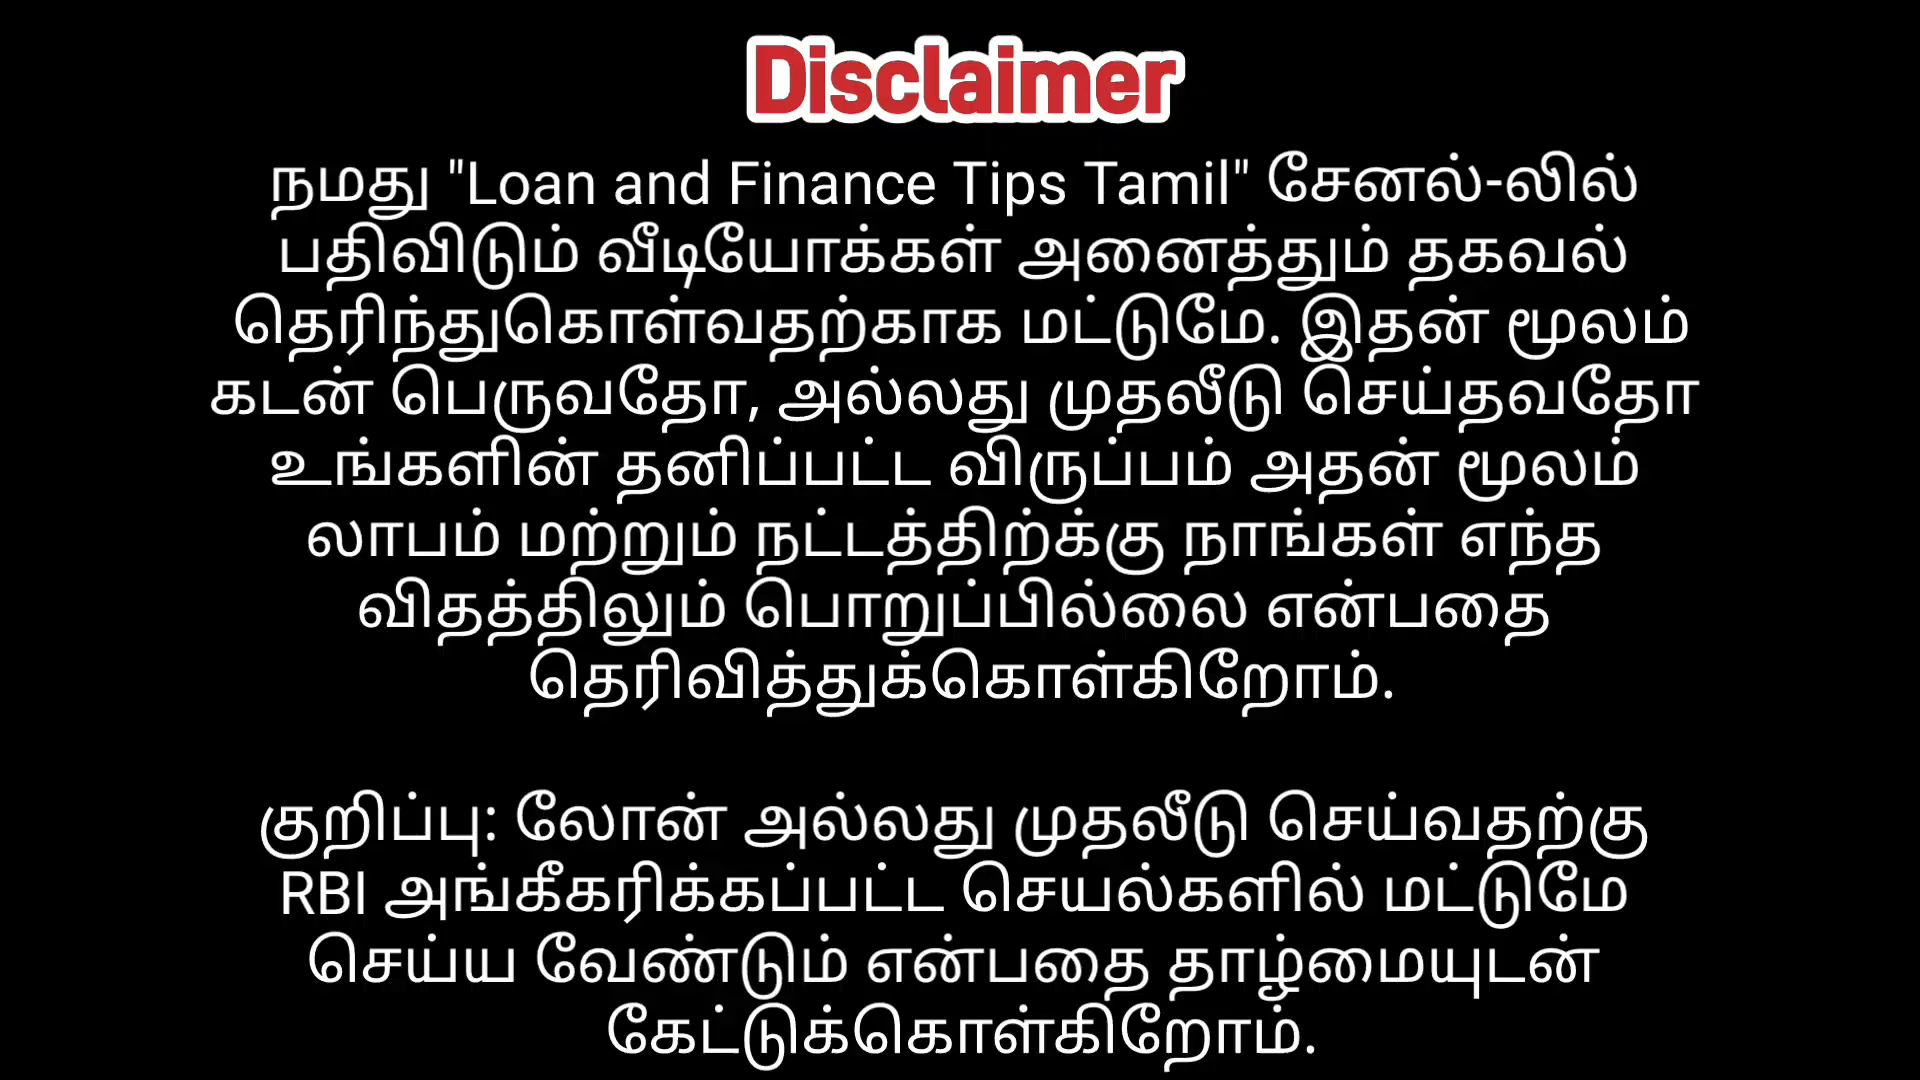 Disclaimer
நமது "Loan and Finance Tips Tamil" சேனல்-லில்
பதிவிடும் வீடியோக்கள் அனைத்தும் தகவல்
தெரிந்துகொள்வதற்காக மட்டுமே. இதன் மூலம்
கடன் பெருவதோ, அல்லது முதலீடு செய்தவதோ
உங்களின் தனிப்பட்ட விருப்பம் அதன் மூலம்
லாபம் மற்றும் நட்டத்திற்க்கு நாங்கள் எந்த
விதத்திலும் பொறுப்பில்லை என்பதை
தெரிவித்துக்கொள்கிறோம்.
குறிப்பு: லோன் அல்லது முதலீடு செய்வதற்கு
RBI அங்கீகரிக்கப்பட்ட செயல்களில் மட்டுமே
செய்ய வேண்டும் என்பதை தாழ்மையுடன்
கேட்டுக்கொள்கிறோம்.